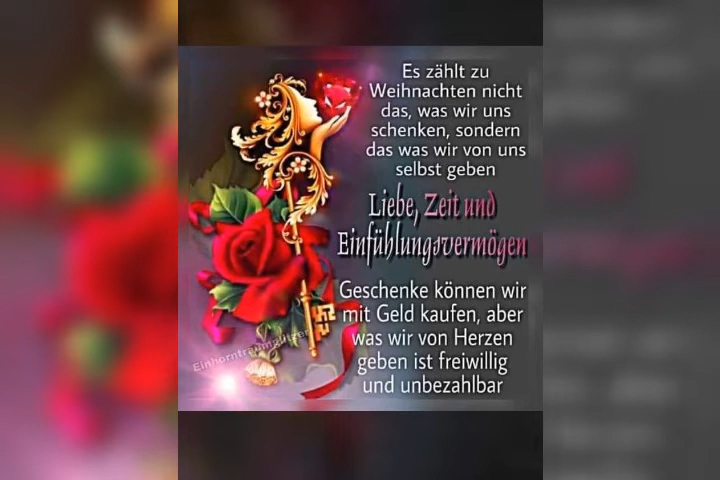 Es zählt zu
Weihnachten nicht
das, was wir uns
schenken, sondern
das was wir von uns
selbst geben
Liebe, Zeit und
Einfühlungsvermögen
Geschenke können wir
mit Geld kaufen, aber
was wir von Herzen
geben ist freiwillig
und unbezahlbar